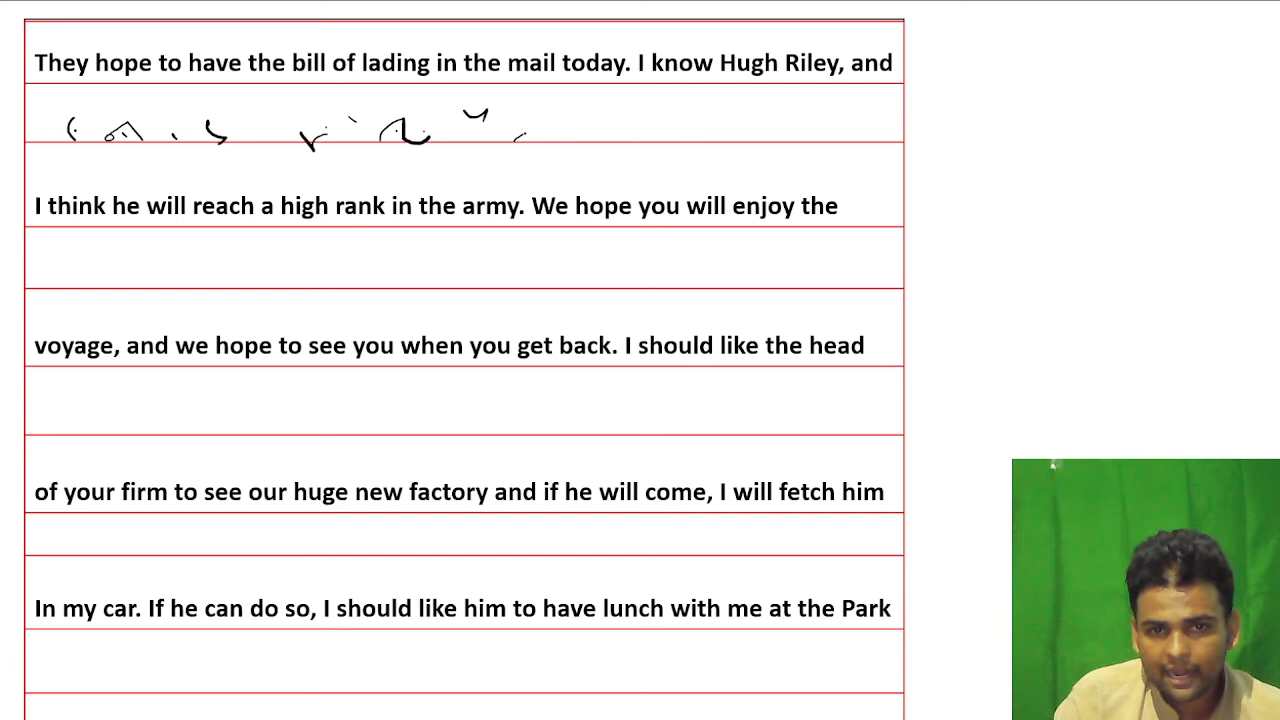 They hope to have the bill of lading in the mail today. I know Hugh Riley, and
I think he will reach a high rank in the army. We hope you will enjoy the
voyage, and we hope to see you when you get back. I should like the head
of your firm to see our huge new factory and if he will come, I will fetch him
In my car. If he can do so, I should like him to have lunch with me at the Park